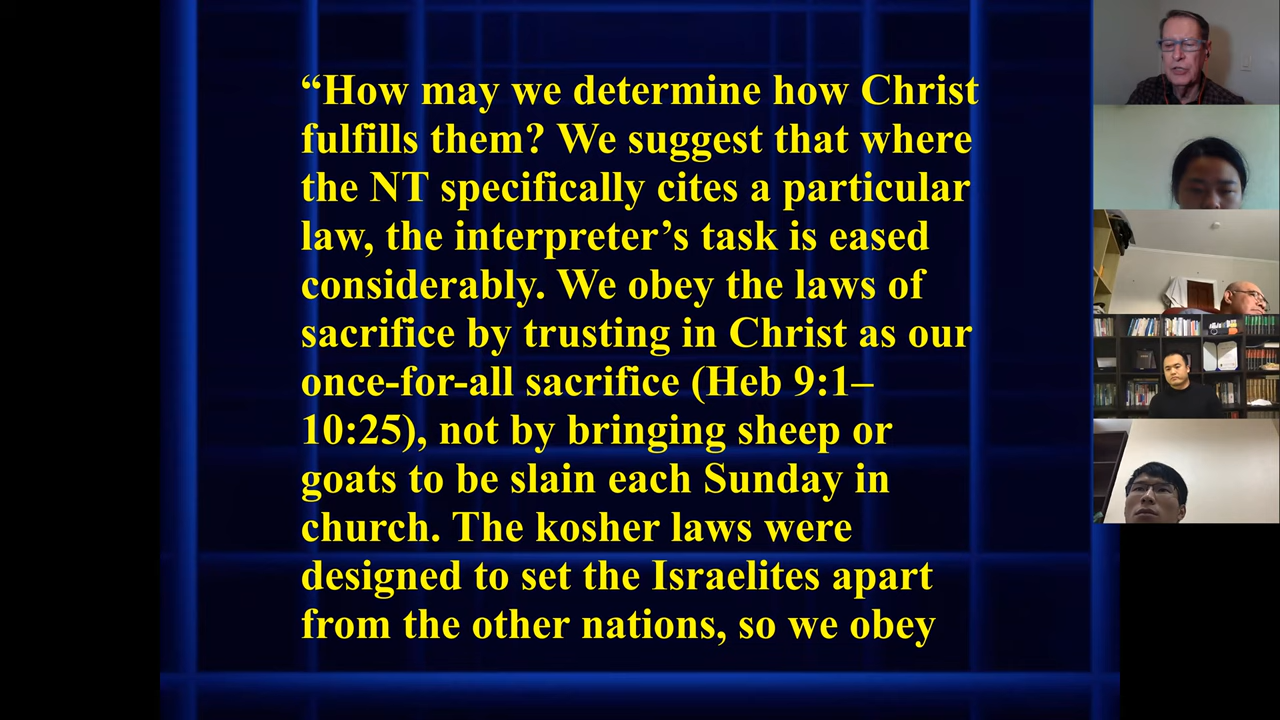 “How may we determine how Christ
fulfills them? We suggest that where
the NT specifically cites a particular
law, the interpreter’s task is eased
considerably. We obey the laws of
sacrifice by trusting in Christ as our
once-for-all sacrifice (Heb 9:1–
10:25), not by bringing sheep or
goats to be slain each Sunday in
church. The kosher laws were
designed to set the Israelites apart
from the other nations, so we obey